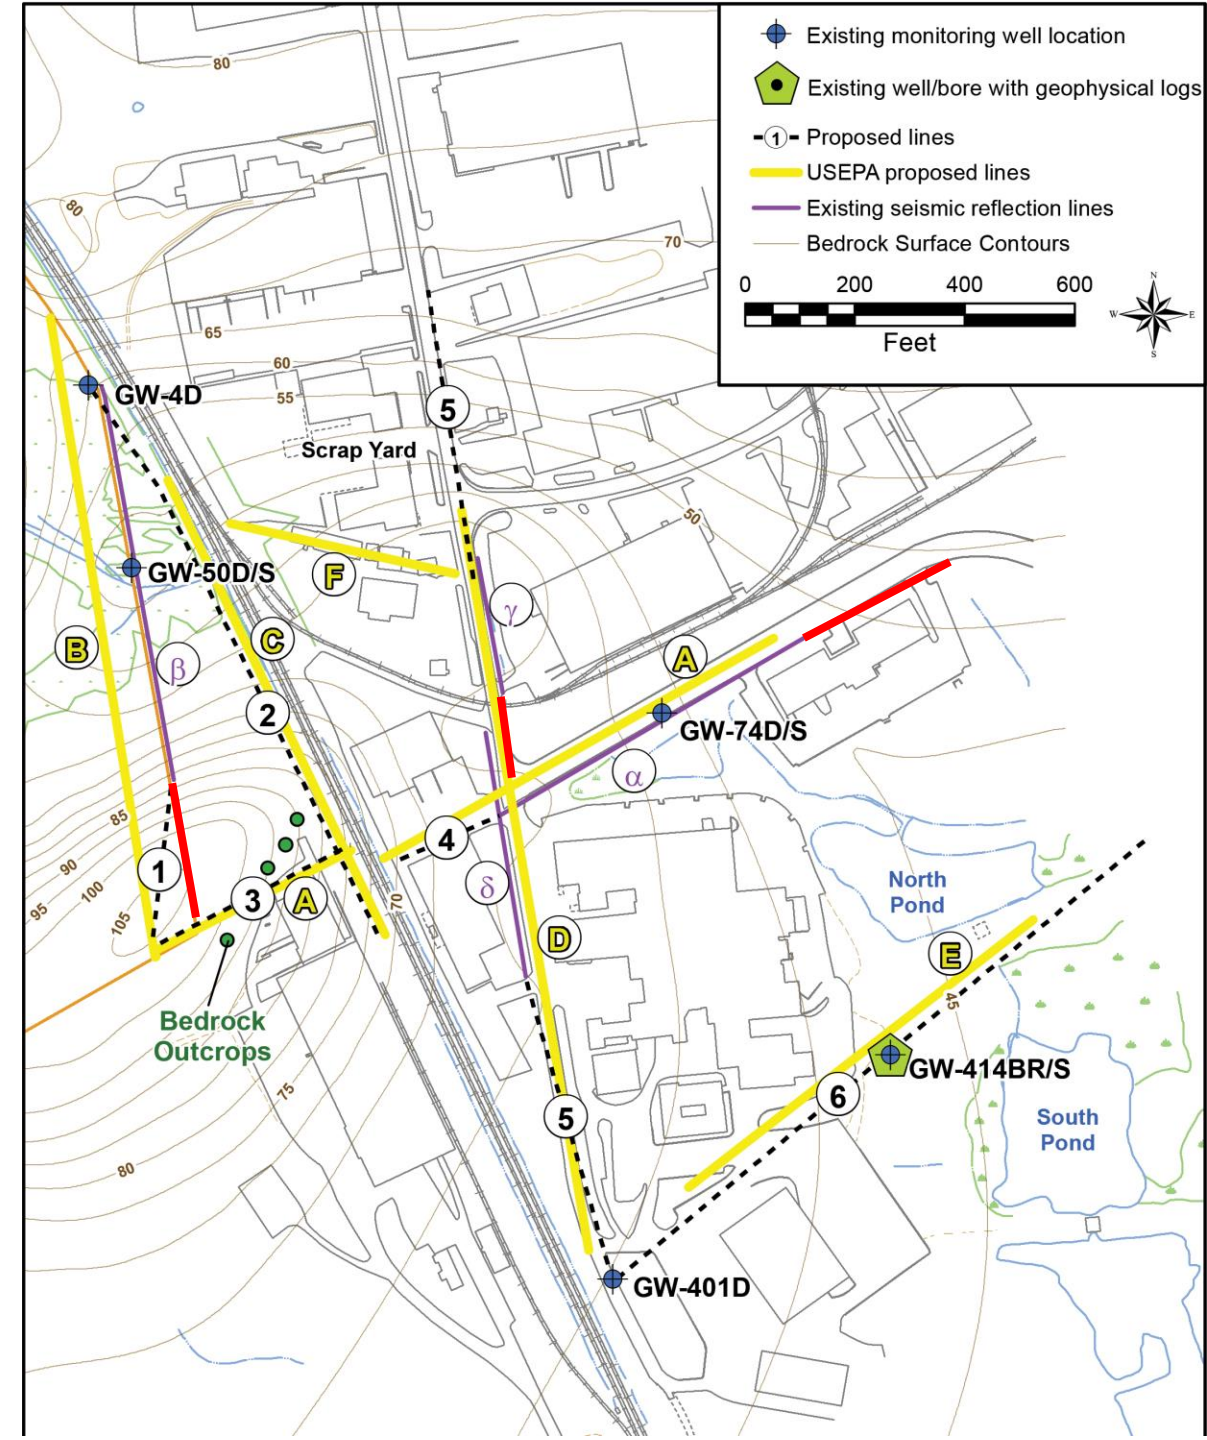 Existing monitoring well location
Existing well/bore with geophysical logs
1 Proposed lines
USEPA proposed lines
Existing seismic reflection lines
Bedrock Surface Contours
0 200 400 600
Feet
N
W E
S
80
80
70
65
60
55
GW-4D
5
Scrap Yard
50
GW-50D/S
F
γ
B
β
C
A
2
GW-74D/S
α
85
4
90
1
3
A
δ
North
Pond
95
100
105
70
D
E
45
Bedrock
Outcrops
75
GW-414BR/S
6
5
South
Pond
80
GW-401D